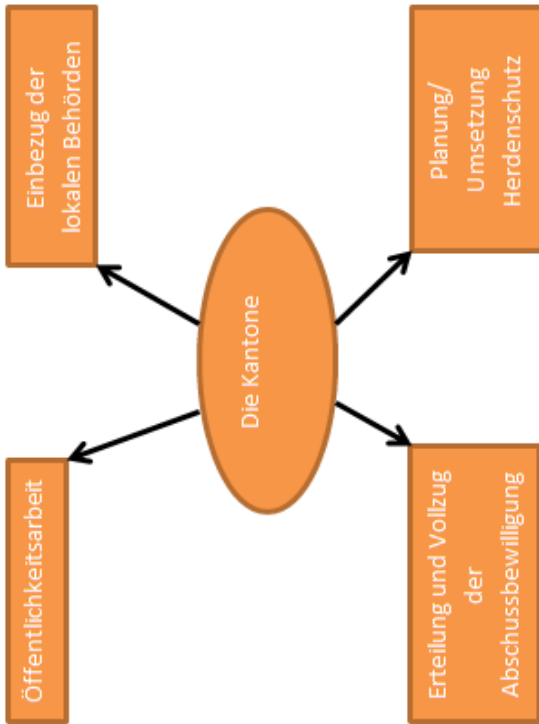 Öffentlichkeitsarbeit
Einbezug der
lokalen Behörden
Die Kantone
Erteilung und Vollzug
der
Abschussbewilligung
Planung/
Umsetzung
Herdenschutz